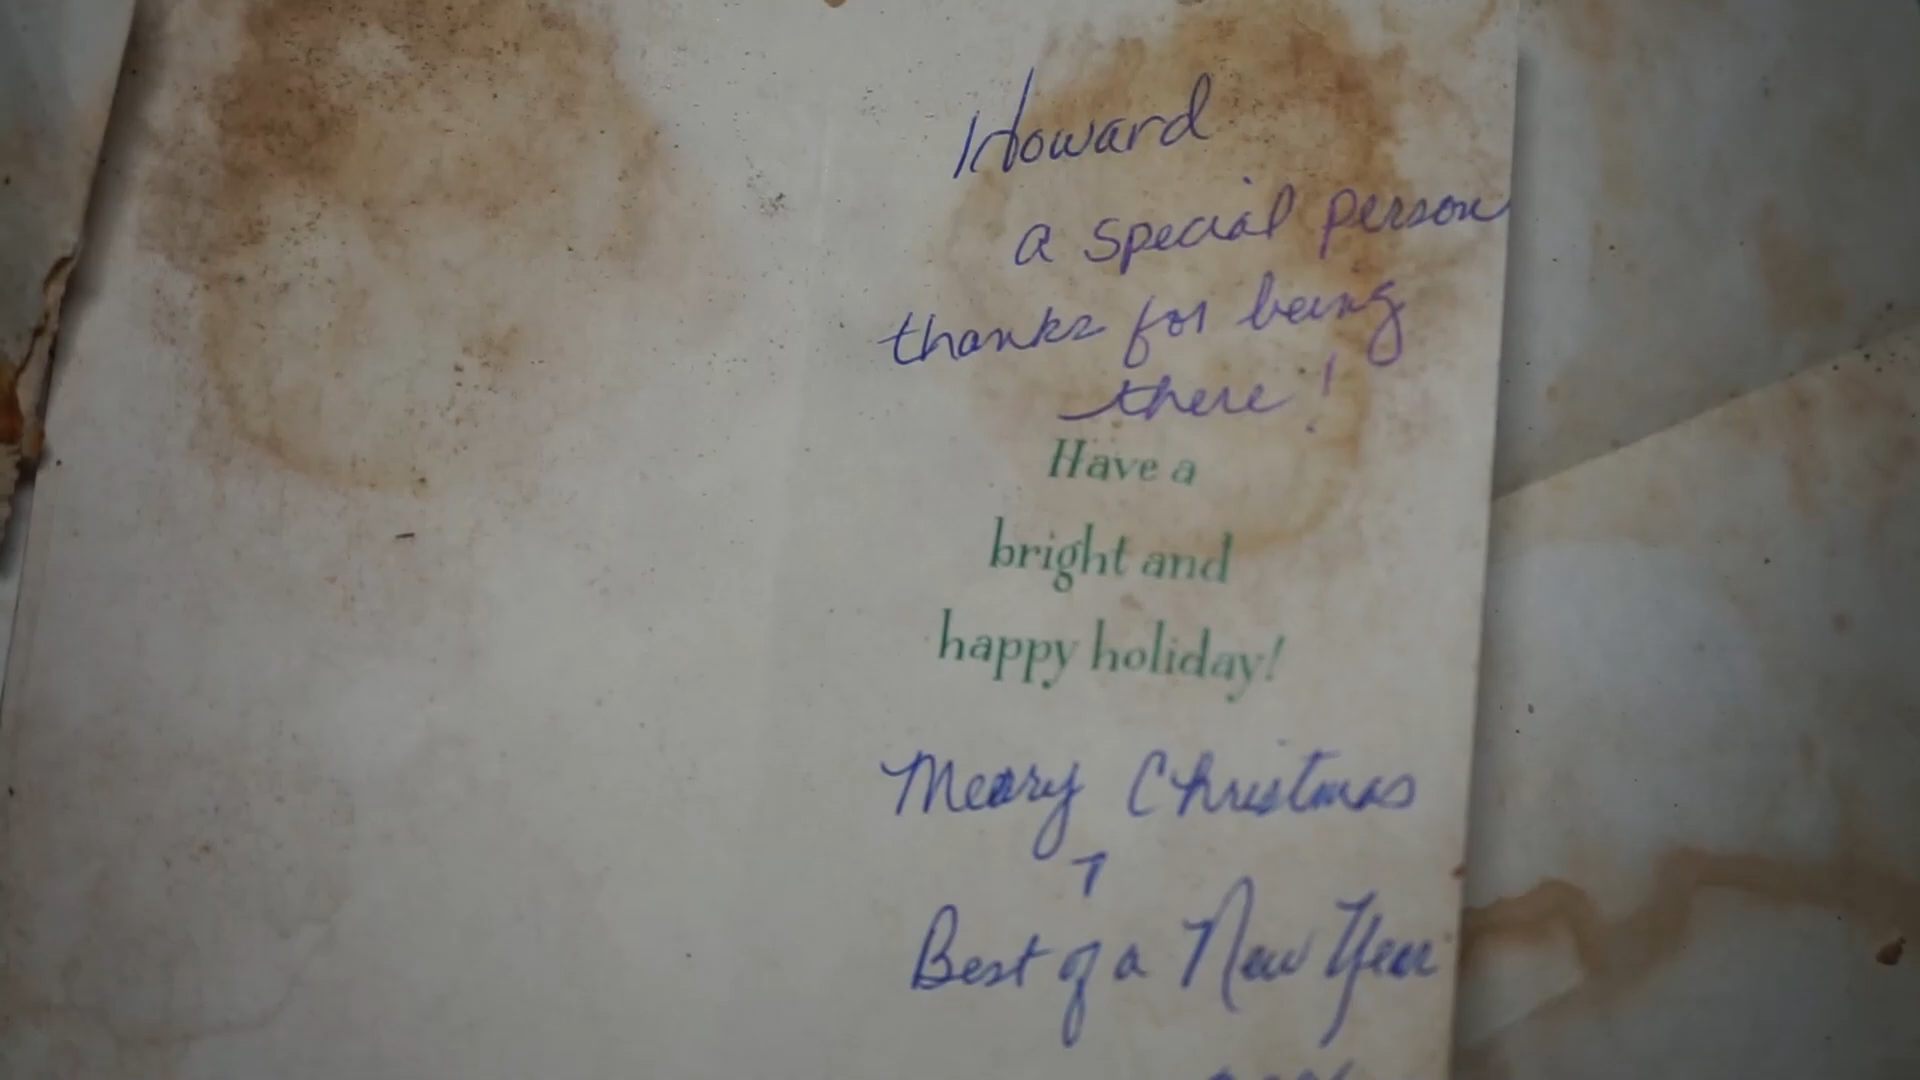 Howard
a special person
thanks for being
there!
Have a
bright and
happy holiday!
Merry Christmas
+
Best of a New Year